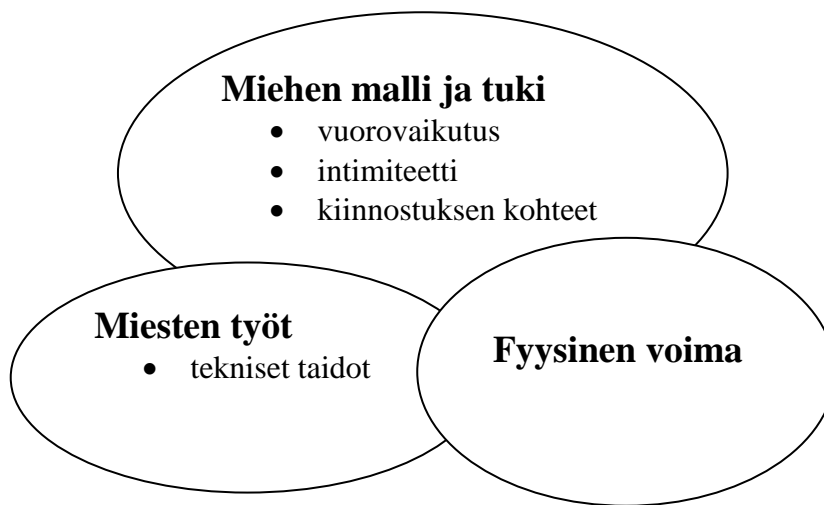 Miehen malli ja tuki
• vuorovaikutus
• intimiteetti
• kiinnostuksen kohteet
Miesten työt
• tekniset taidot
Fyysinen voima